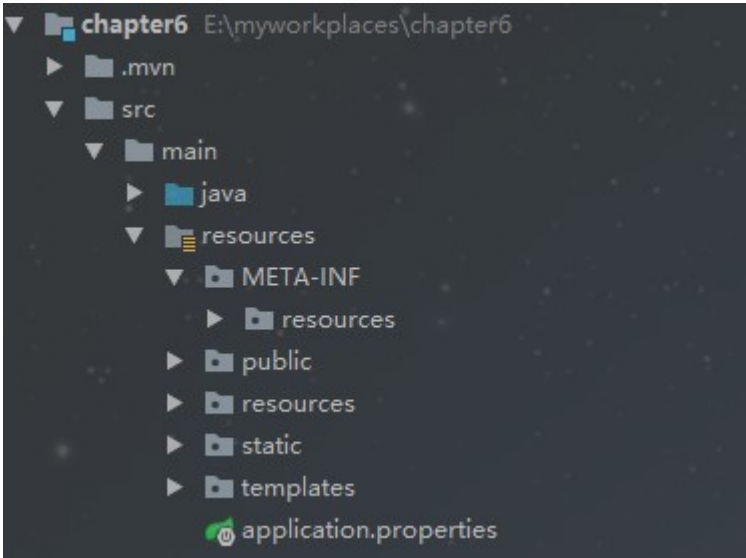 chapter6 E:\myworkplaces\chapter6
.mvn
src
main
java
resources
META-INF
resources
public
resources
static
templates
application.properties